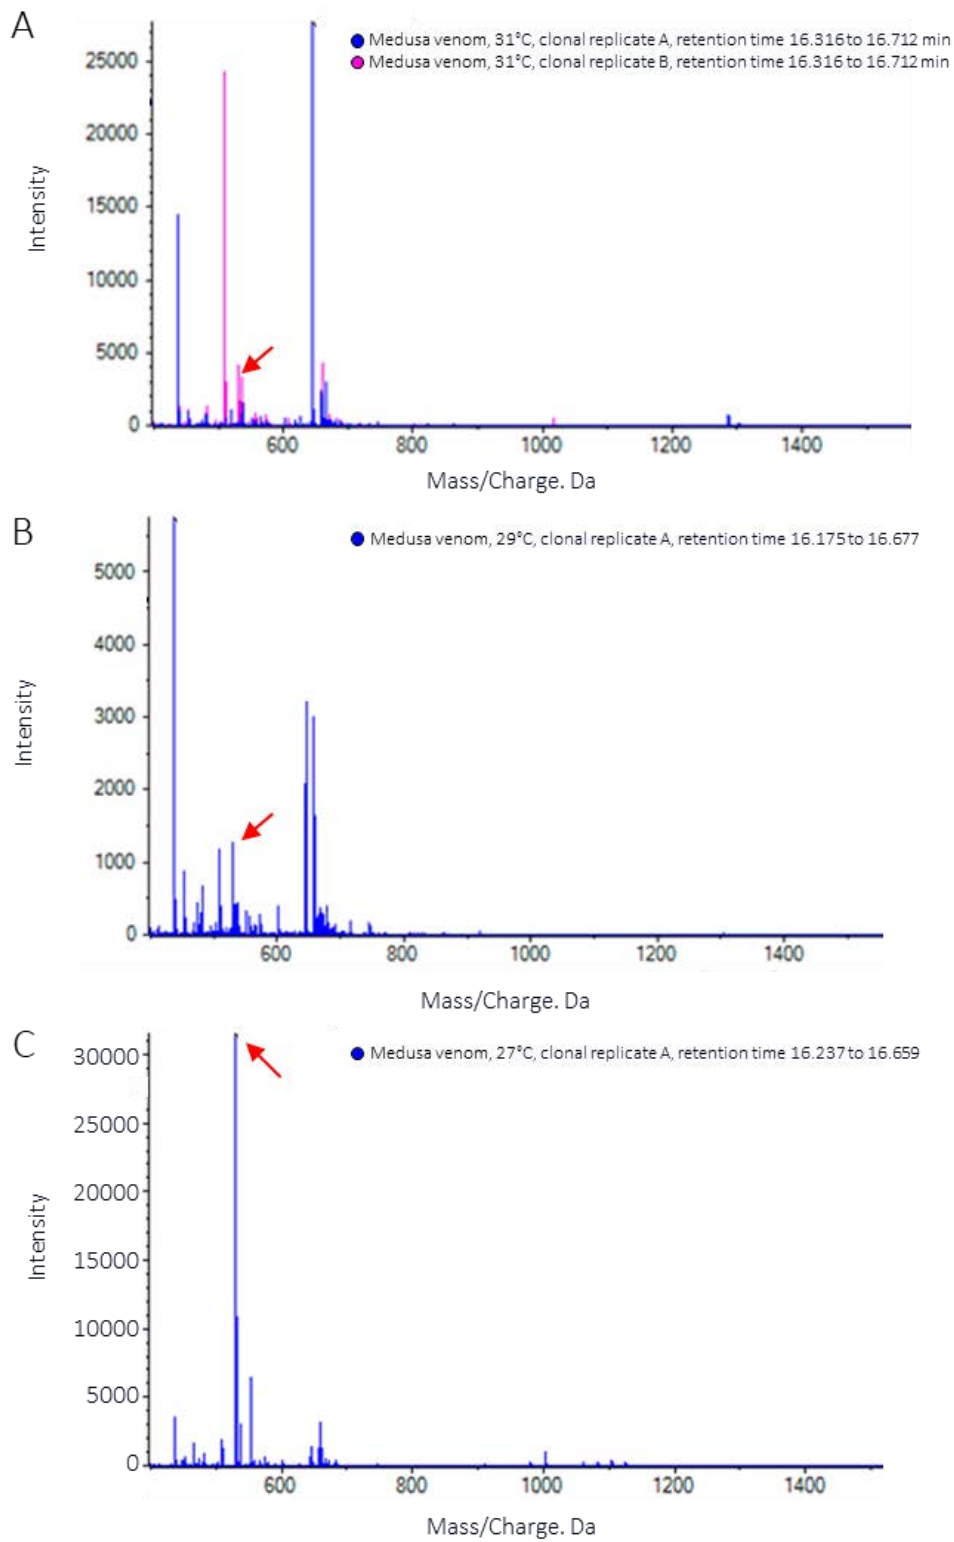 A
Medusa venom, 31°C, clonal replicate A, retention time 16.316 to 16.712 min
Medusa venom, 31°C, clonal replicate B, retention time 16.316 to 16.712 min
25000
20000
15000
10000
5000
0
Intensity
600
800
1000
1200
1400
Mass/Charge. Da
B
Medusa venom, 29°C, clonal replicate A, retention time 16.175 to 16.677
5000
4000
3000
2000
1000
0
Intensity
600
800
1000
1200
1400
Mass/Charge. Da
C
Medusa venom, 27°C, clonal replicate A, retention time 16.237 to 16.659
30000
25000
20000
15000
10000
5000
0
Intensity
600
800
1000
1200
1400
Mass/Charge. Da